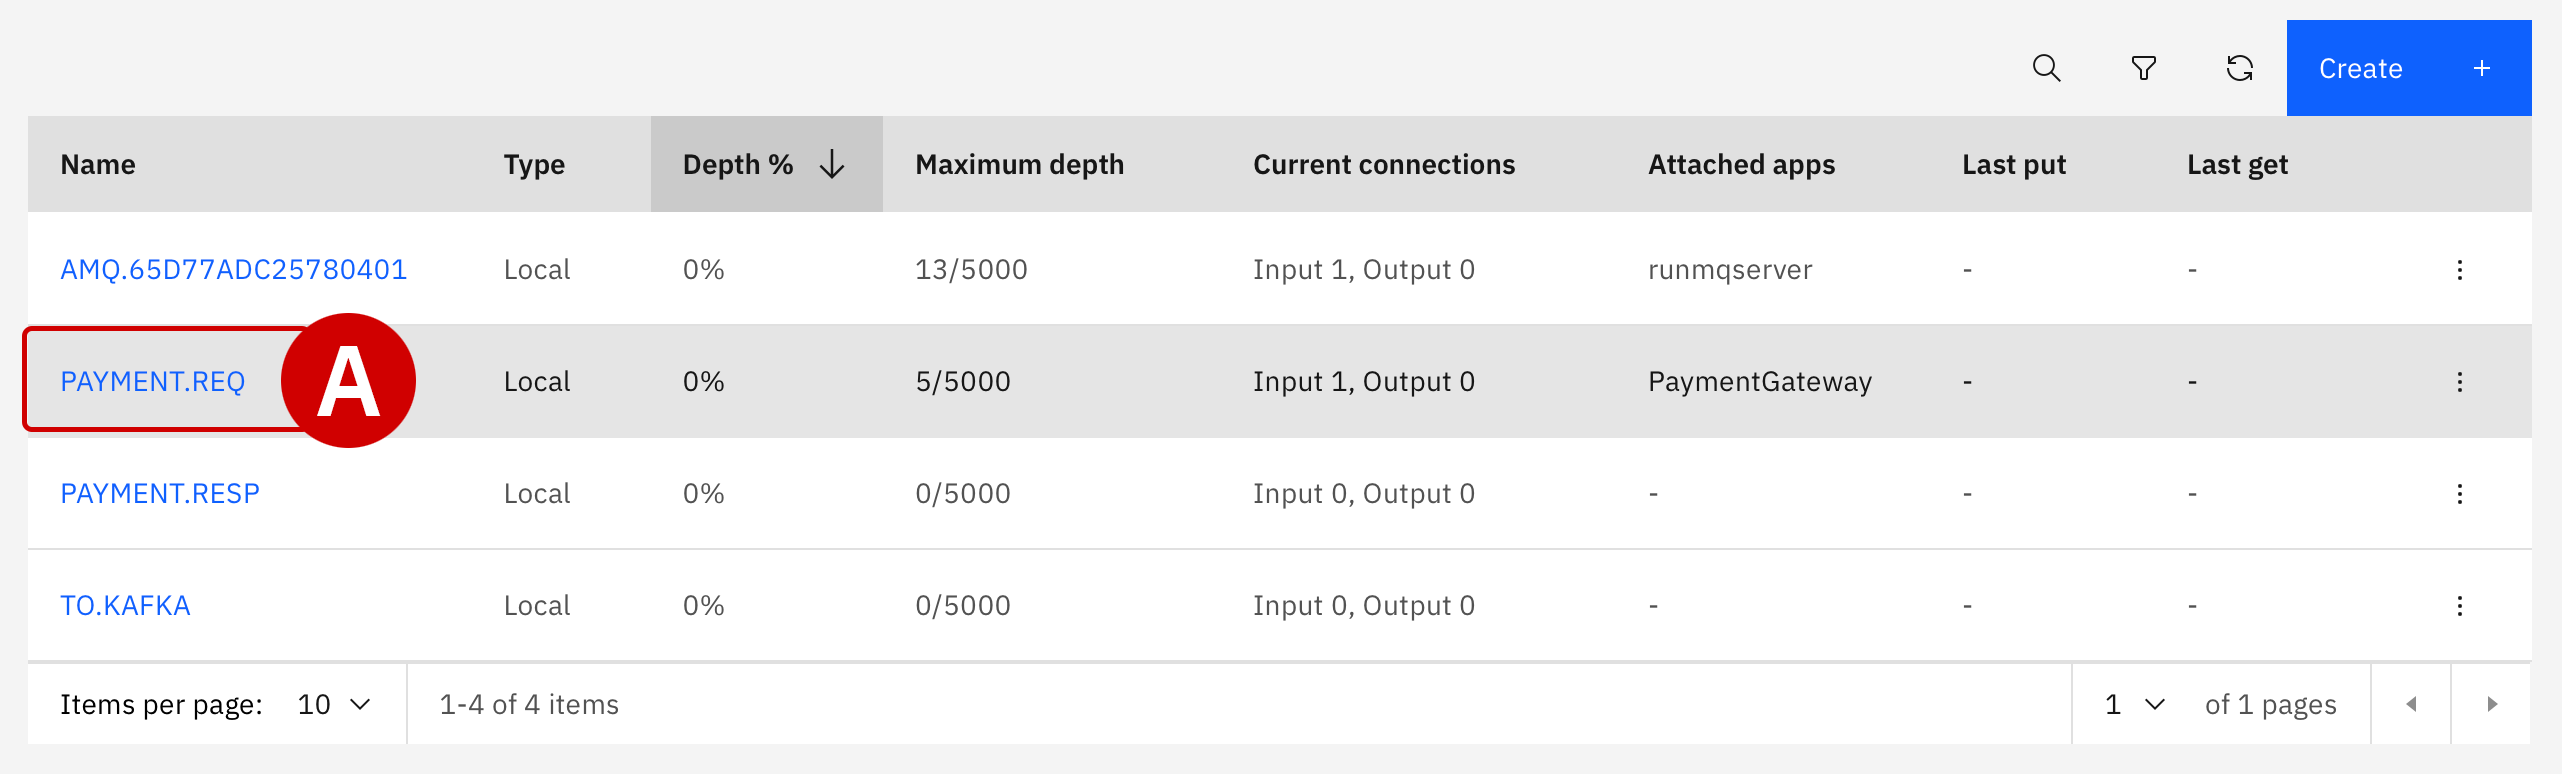 Create +
Name Type Depth % Maximum depth Current connections Attached apps Last put Last get
AMQ.65D77ADC25780401 Local 0% 13/5000 Input 1, Output 0 runmqserver - -
PAYMENT.REQ A Local 0% 5/5000 Input 1, Output 0 PaymentGateway - -
PAYMENT.RESP Local 0% 0/5000 Input 0, Output 0 - - -
TO.KAFKA Local 0% 0/5000 Input 0, Output 0 - - -
Items per page: 10 1-4 of 4 items 1 of 1 pages